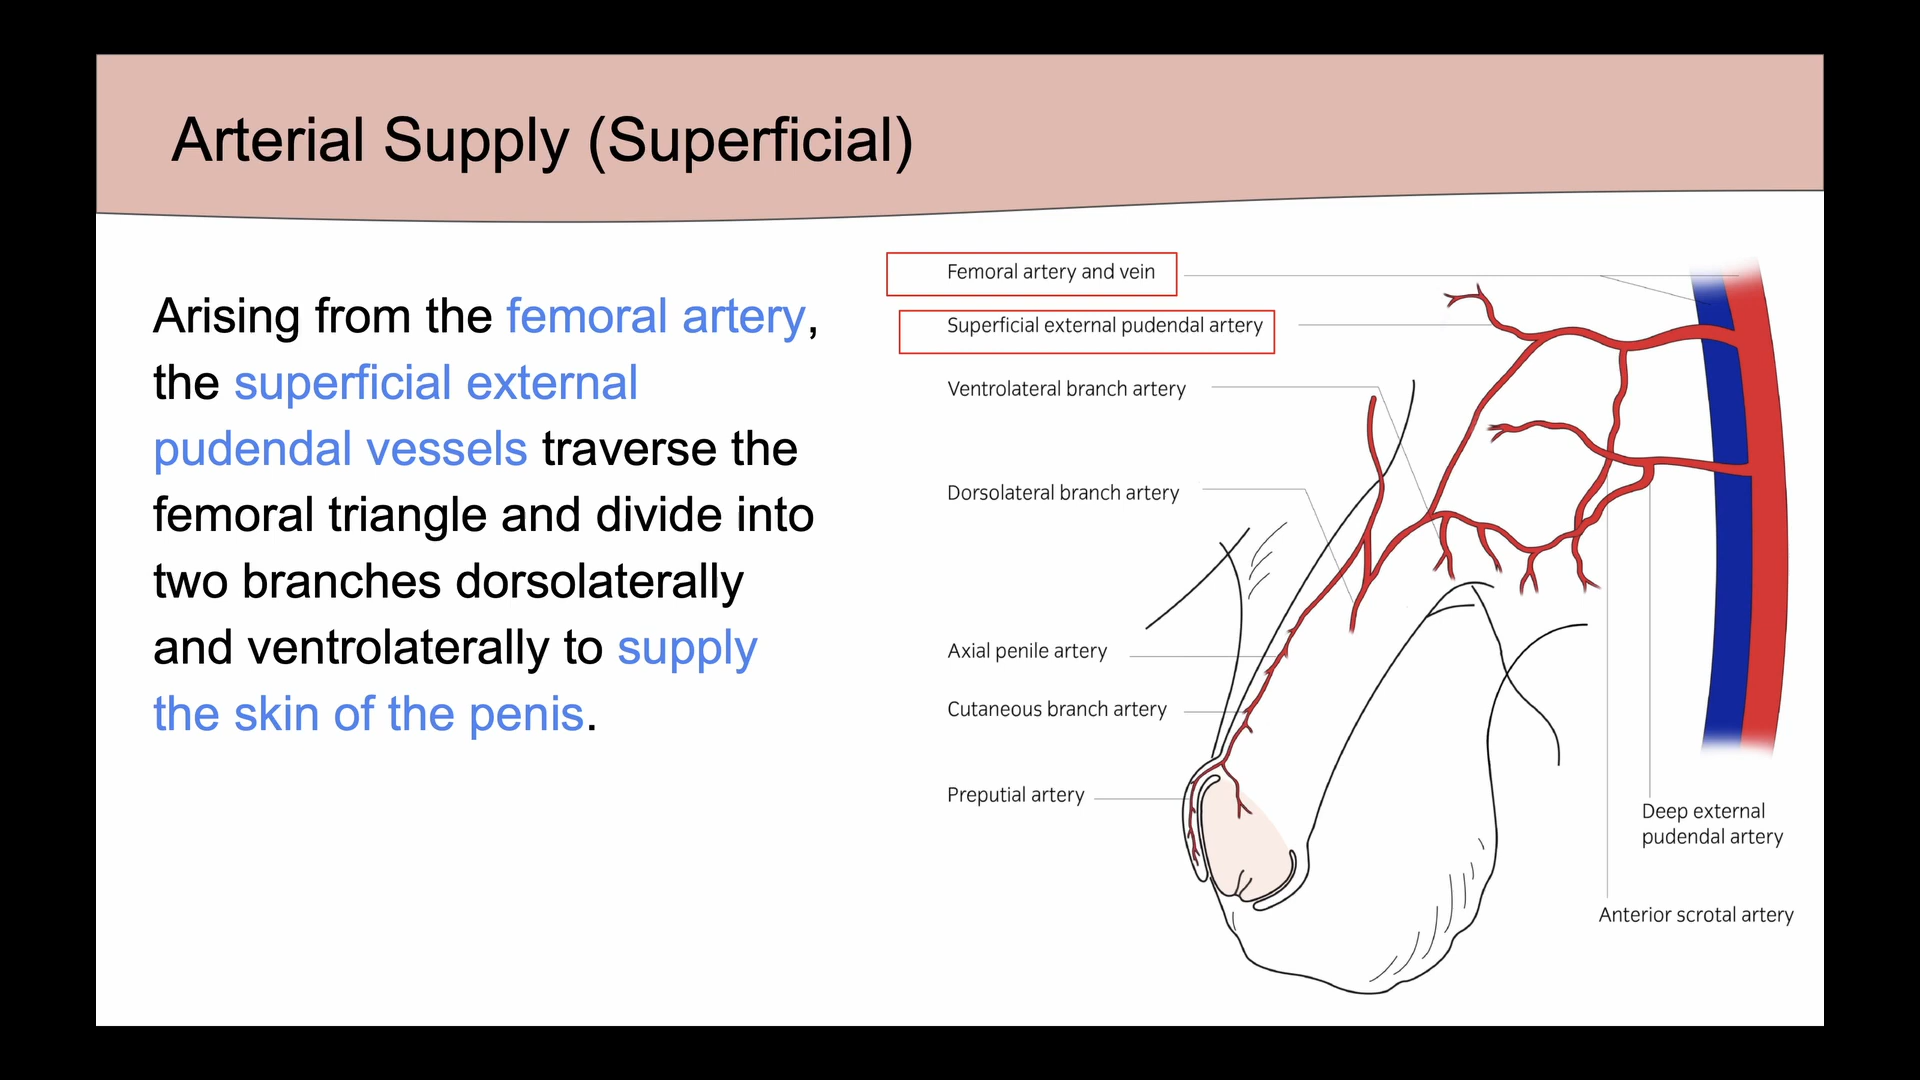 Arterial Supply (Superficial)
Arising from the femoral artery,
the superficial external
pudendal vessels traverse the
femoral triangle and divide into
two branches dorsolaterally
and ventrolaterally to supply
the skin of the penis.
Femoral artery and vein
Superficial external pudendal artery
Ventrolateral branch artery
Dorsolateral branch artery
Axial penile artery
Cutaneous branch artery
Preputial artery
Deep external
pudendal artery
Anterior scrotal artery